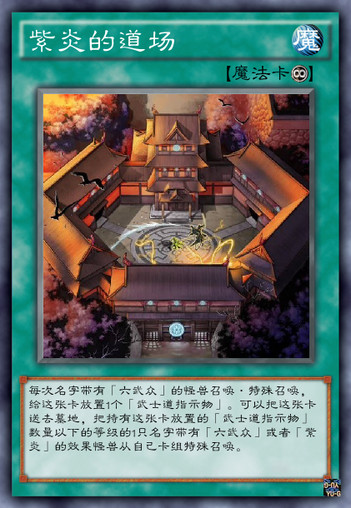 紫炎的道场
魔
【魔法卡】
每次名字带有「六武众」的怪兽召唤·特殊召唤,
给这张卡放置1个「武士道指示物」。可以把这张卡
送去墓地,把持有这张卡放置的「武士道指示物」
数量以下的等级的1只名字带有「六武众」或者「紫
炎」的效果怪兽从自己卡组特殊召唤。